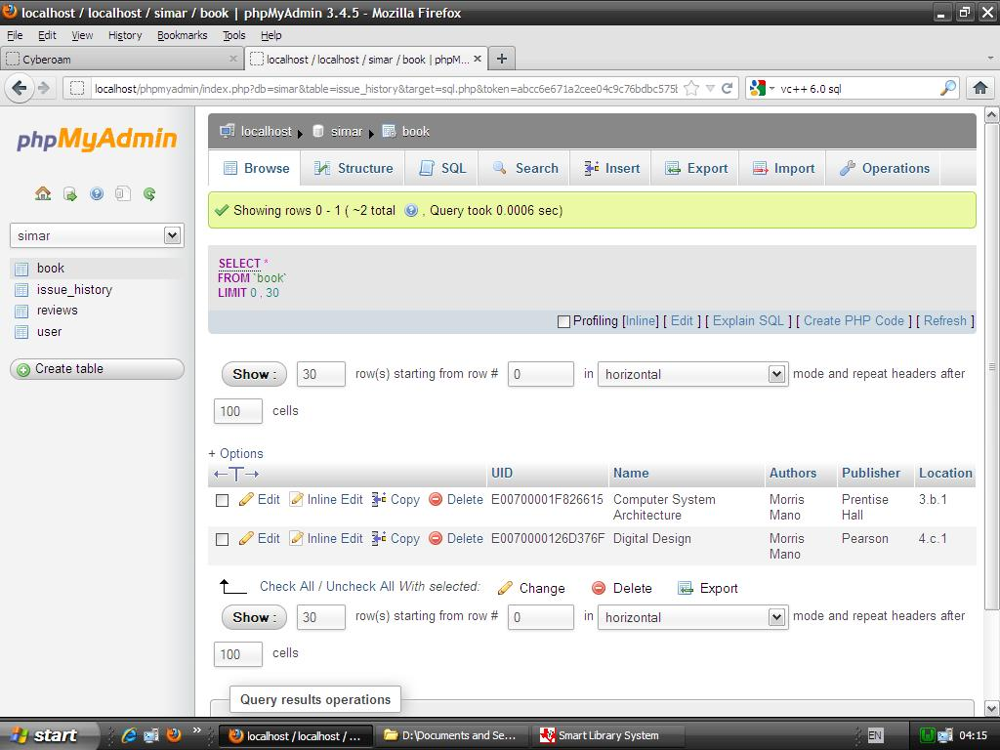 localhost / localhost / simar / book | phpMyAdmin 3.4.5 - Mozilla Firefox
File Edit View History Bookmarks Tools Help
Cyberoam
localhost / localhost / simar / book | phpM...
localhost/phpmyadmin/index.php?db=simar&table=issue_history&target=sql.php&token=abcc6e671a2cee04c9c76bdbc575l
vc++ 6.0 sql
phpMyAdmin
localhost simar book
Browse Structure SQL Search Insert Export Import Operations
Showing rows 0 - 1 ( ~2 total , Query took 0.0006 sec)
simar
book
issue_history
reviews
user
Create table
SELECT *
FROM `book`
LIMIT 0 , 30
Profiling [Inline] [ Edit ] [ Explain SQL ] [ Create PHP Code ] [ Refresh ]
Show : 30 row(s) starting from row # 0 in horizontal mode and repeat headers after
100 cells
+ Options
UID Name Authors Publisher Location
Edit Inline Edit Copy Delete E00700001F826615 Computer System Architecture Morris Mano Prentise Hall 3.b.1
Edit Inline Edit Copy Delete E0070000126D376F Digital Design Morris Mano Pearson 4.c.1
Check All / Uncheck All With selected: Change Delete Export
Show : 30 row(s) starting from row # 0 in horizontal mode and repeat headers after
100 cells
Query results operations
start localhost / localhost / ... D:\Documents and Se... Smart Library System EN 04:15